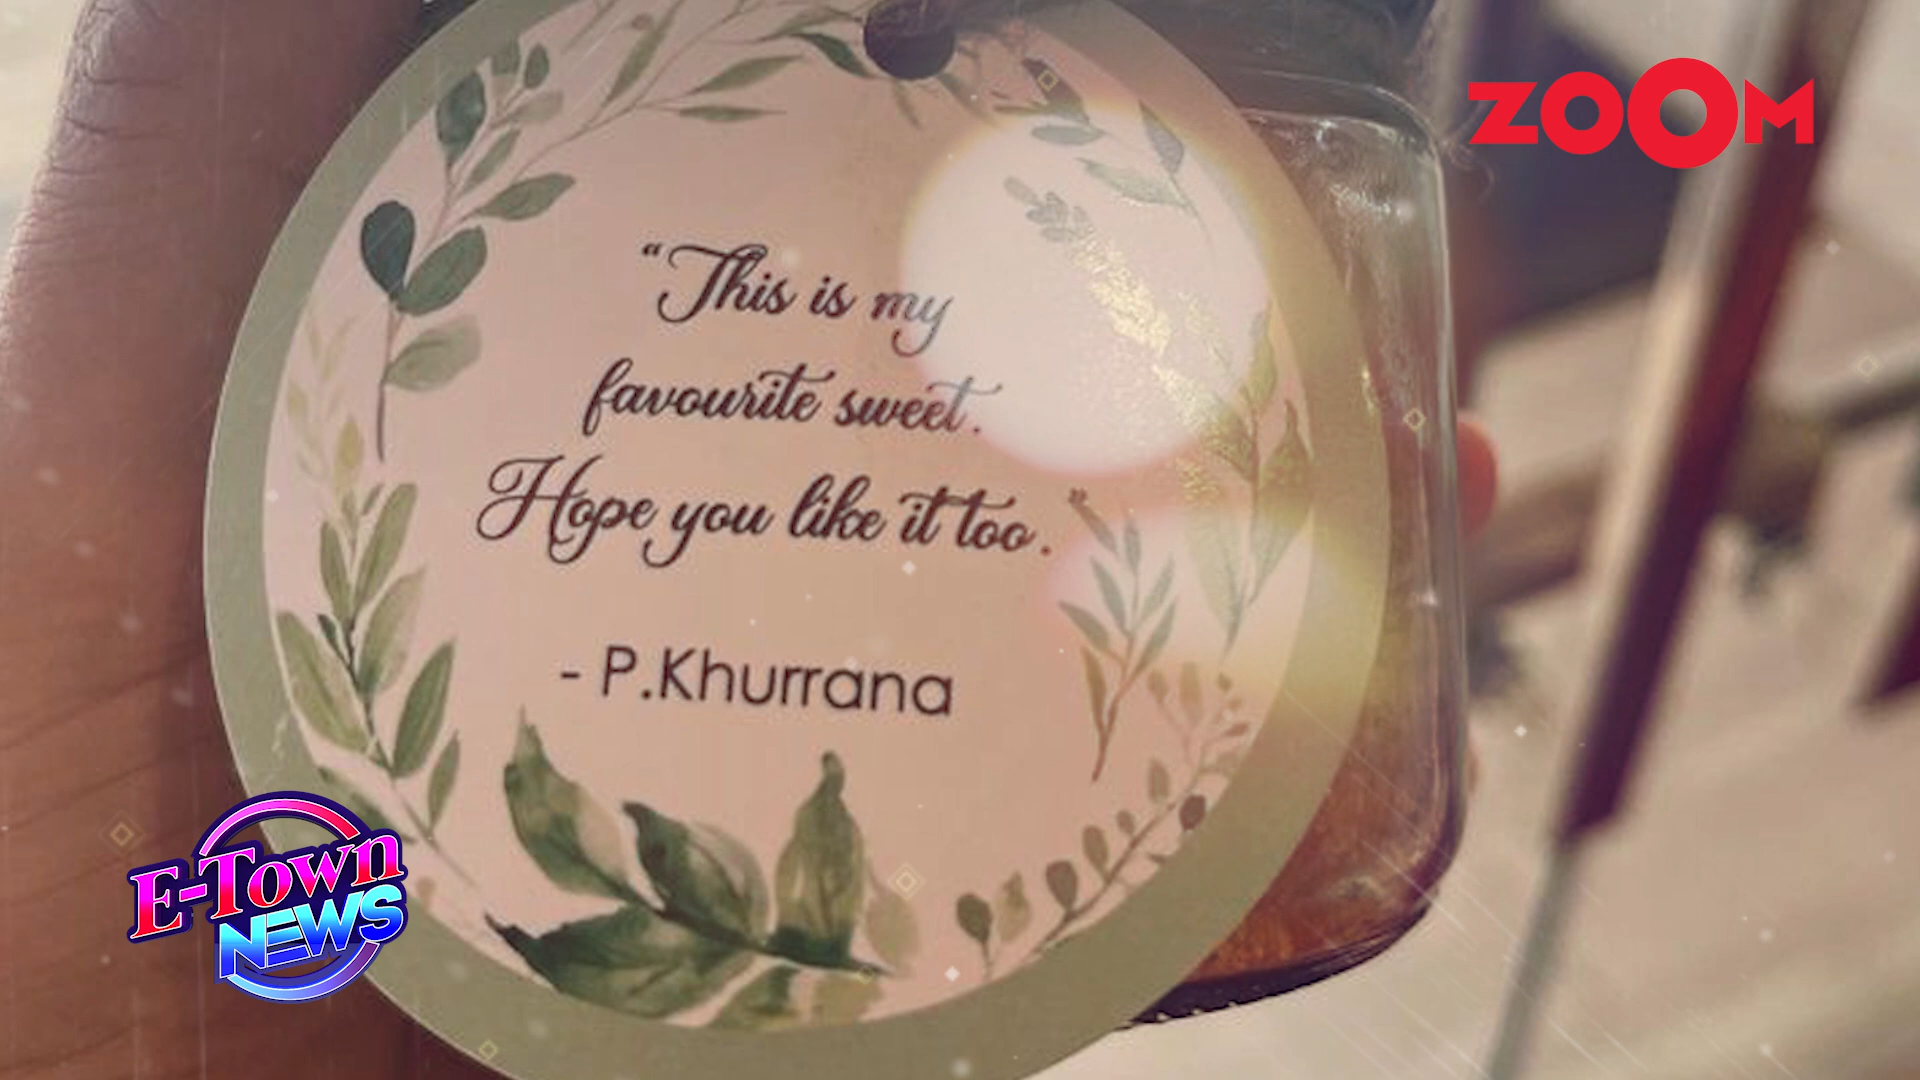 ZOOM
"This is my
favourite sweet.
Hope you like it too."
- P.Khurrana
E-Town
NEWS